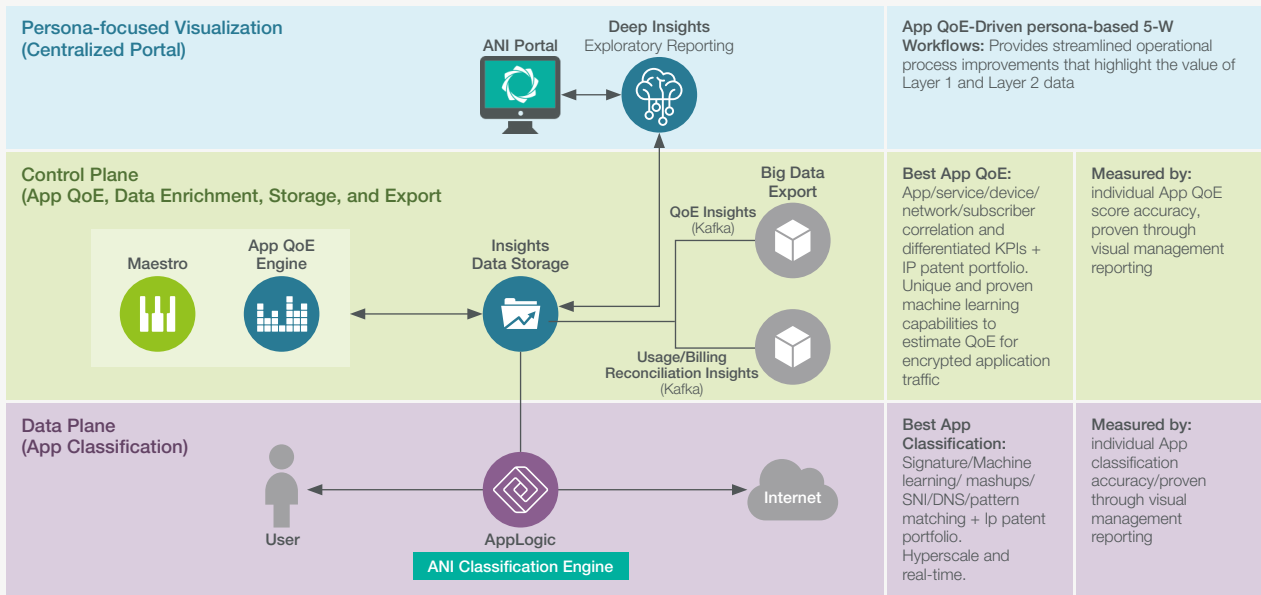 Persona-focused Visualization
(Centralized Portal)
ANI Portal
Deep Insights
Exploratory Reporting
App QoE-Driven persona-based 5-W
Workflows: Provides streamlined operational
process improvements that highlight the value of
Layer 1 and Layer 2 data
Control Plane
(App QoE, Data Enrichment, Storage, and Export
Maestro
App QoE
Engine
Insights
Data Storage
Big Data
Export
QoE Insights
(Kafka)
Usage/Billing
Reconciliation Insights
(Kafka)
Best App QoE:
App/service/device/
network/subscriber
correlation and
differentiated KPIs +
IP patent portfolio.
Unique and proven
machine learning
capabilities to
estimate QoE for
encrypted application
traffic
Measured by:
individual App QoE
score accuracy,
proven through
visual management
reporting
Data Plane
(App Classification)
User
AppLogic
ANI Classification Engine
Internet
Best App
Classification:
Signature/Machine
learning/ mashups/
SNI/DNS/pattern
matching + Ip patent
portfolio.
Hyperscale and
real-time.
Measured by:
individual App
classification
accuracy/proven
through visual
management
reporting